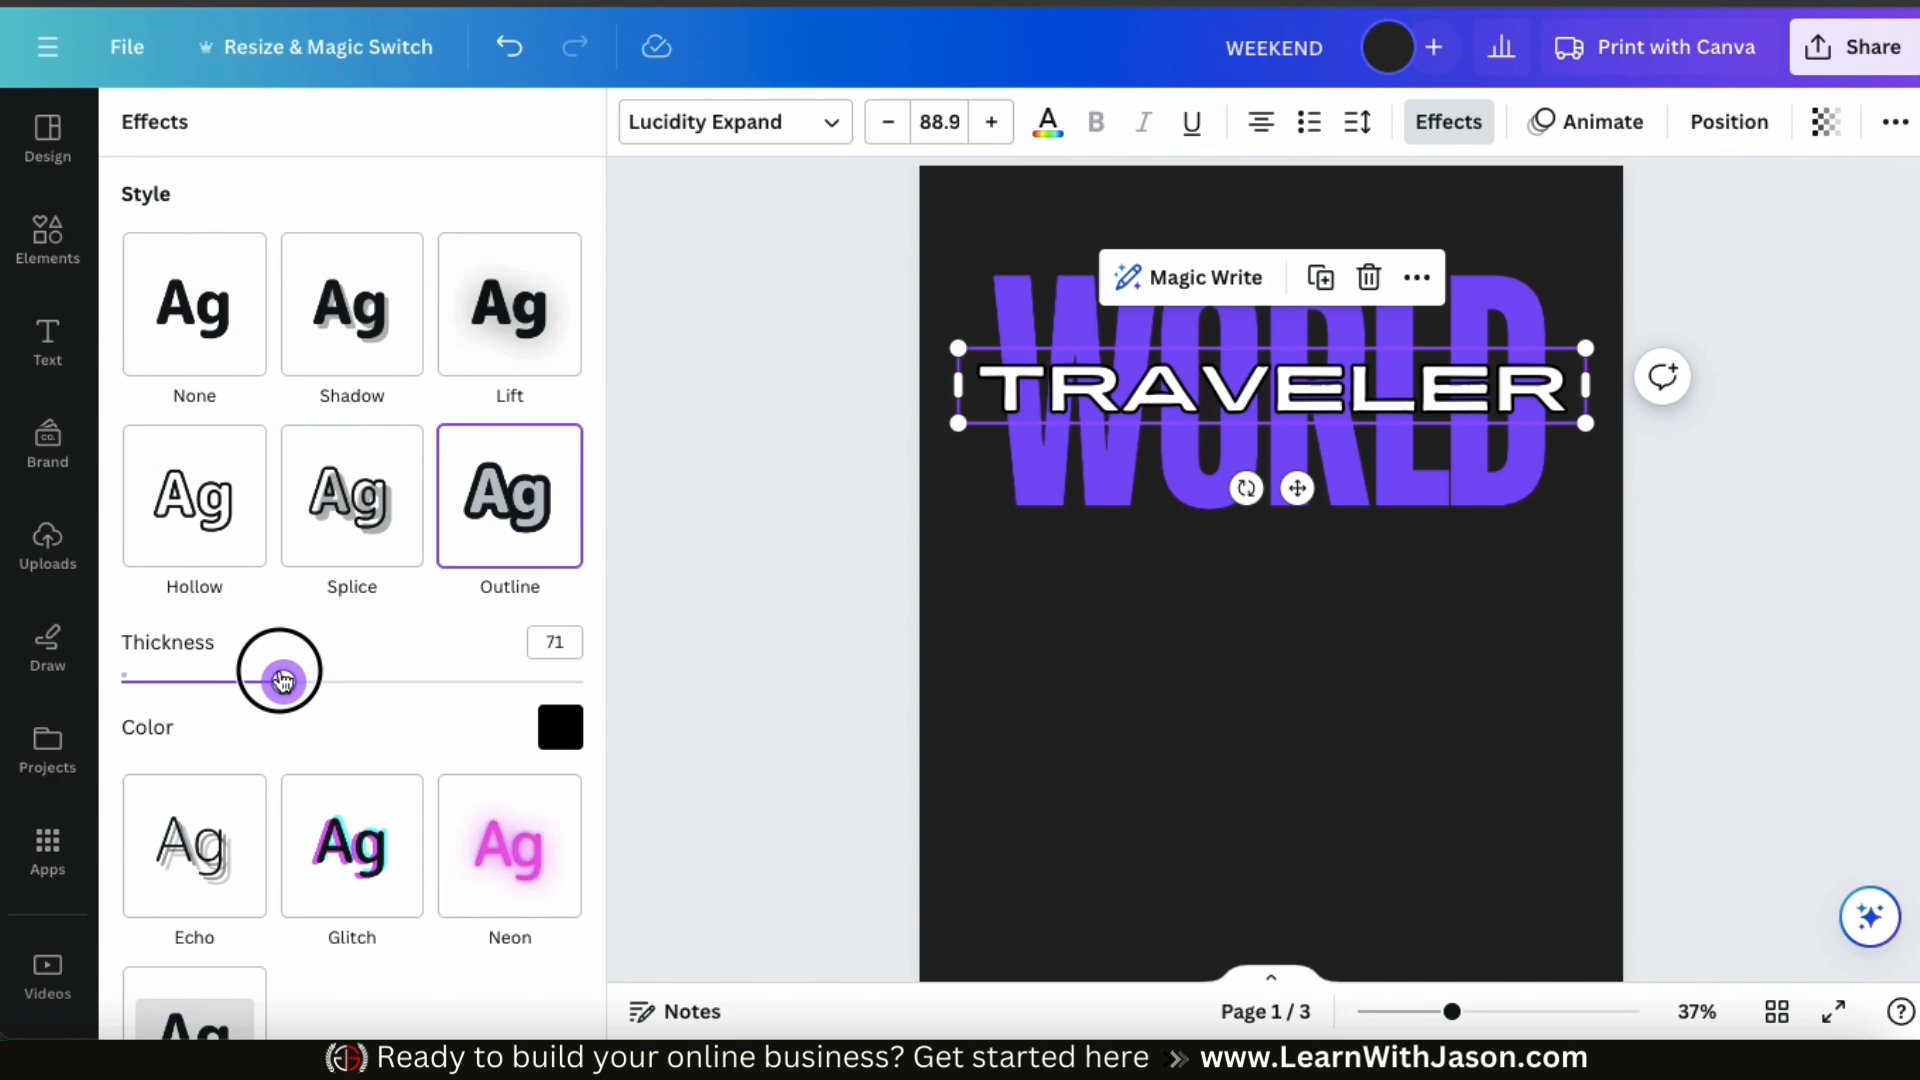 File
Resize & Magic Switch
WEEKEND
Print with Canva
Share
Design
Elements
Text
Brand
CO.
Uploads
Draw
Projects
Apps
Videos
Effects
Lucidity Expand
– 88.9 +
A B I U
Effects
Animate
Position
Style
Ag Ag Ag
None Shadow Lift
Ag Ag Ag
Hollow Splice Outline
Thickness 71
Color
Ag Ag Ag
Echo Glitch Neon
Ag
Magic Write
WORLD
TRAVELER
Notes
Page 1 / 3
37%
?
Ready to build your online business? Get started here » www.LearnWithJason.com